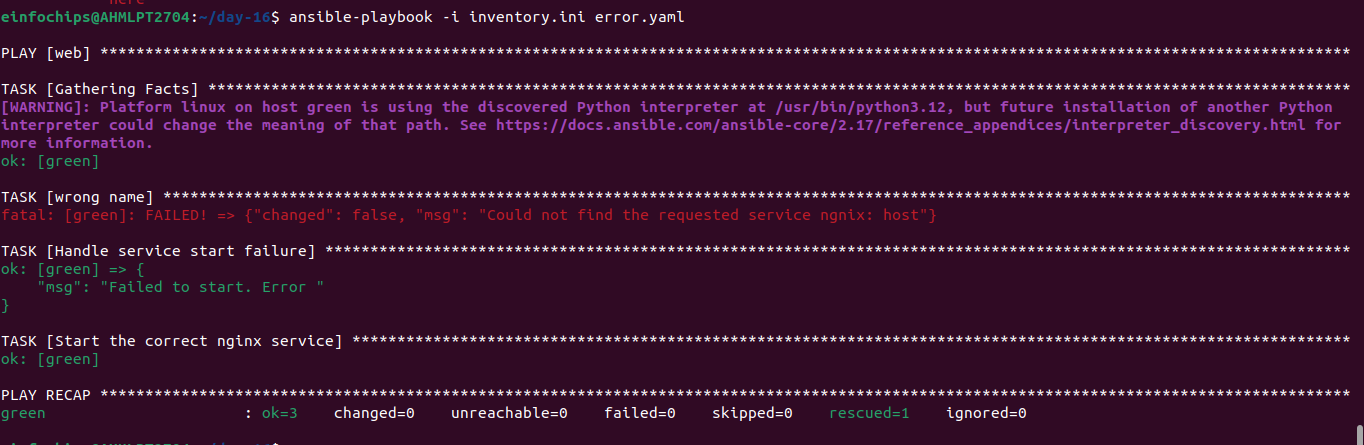 here
einfochips@AHMLPT2704:~/day-16$ ansible-playbook -i inventory.ini error.yaml
PLAY [web] *******************************************************************************************************************************************
TASK [Gathering Facts] *******************************************************************************************************************************
[WARNING]: Platform linux on host green is using the discovered Python interpreter at /usr/bin/python3.12, but future installation of another Python
interpreter could change the meaning of that path. See https://docs.ansible.com/ansible-core/2.17/reference_appendices/interpreter_discovery.html for
more information.
ok: [green]
TASK [wrong name] ************************************************************************************************************************************
fatal: [green]: FAILED! => {"changed": false, "msg": "Could not find the requested service ngnix: host"}
TASK [Handle service start failure] ******************************************************************************************************************
ok: [green] => {
    "msg": "Failed to start. Error "
}
TASK [Start the correct nginx service] ***************************************************************************************************************
ok: [green]
PLAY RECAP *******************************************************************************************************************************************
green                      : ok=3    changed=0    unreachable=0    failed=0    skipped=0    rescued=1    ignored=0